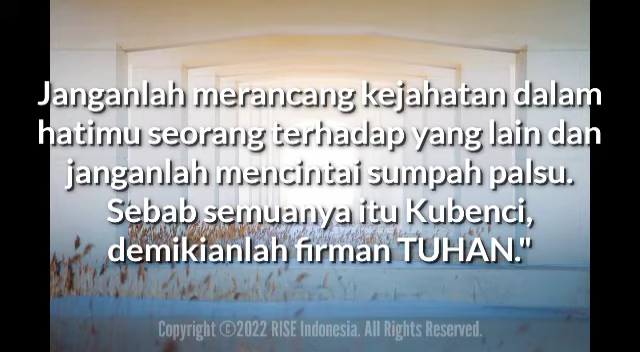 Janganlah merancang kejahatan dalam
hatimu seorang terhadap yang lain dan
janganlah mencintai sumpah palsu.
Sebab semuanya itu Kubenci,
demikianlah firman TUHAN."
Copyright ©2022 RISE Indonesia. All Rights Reserved.